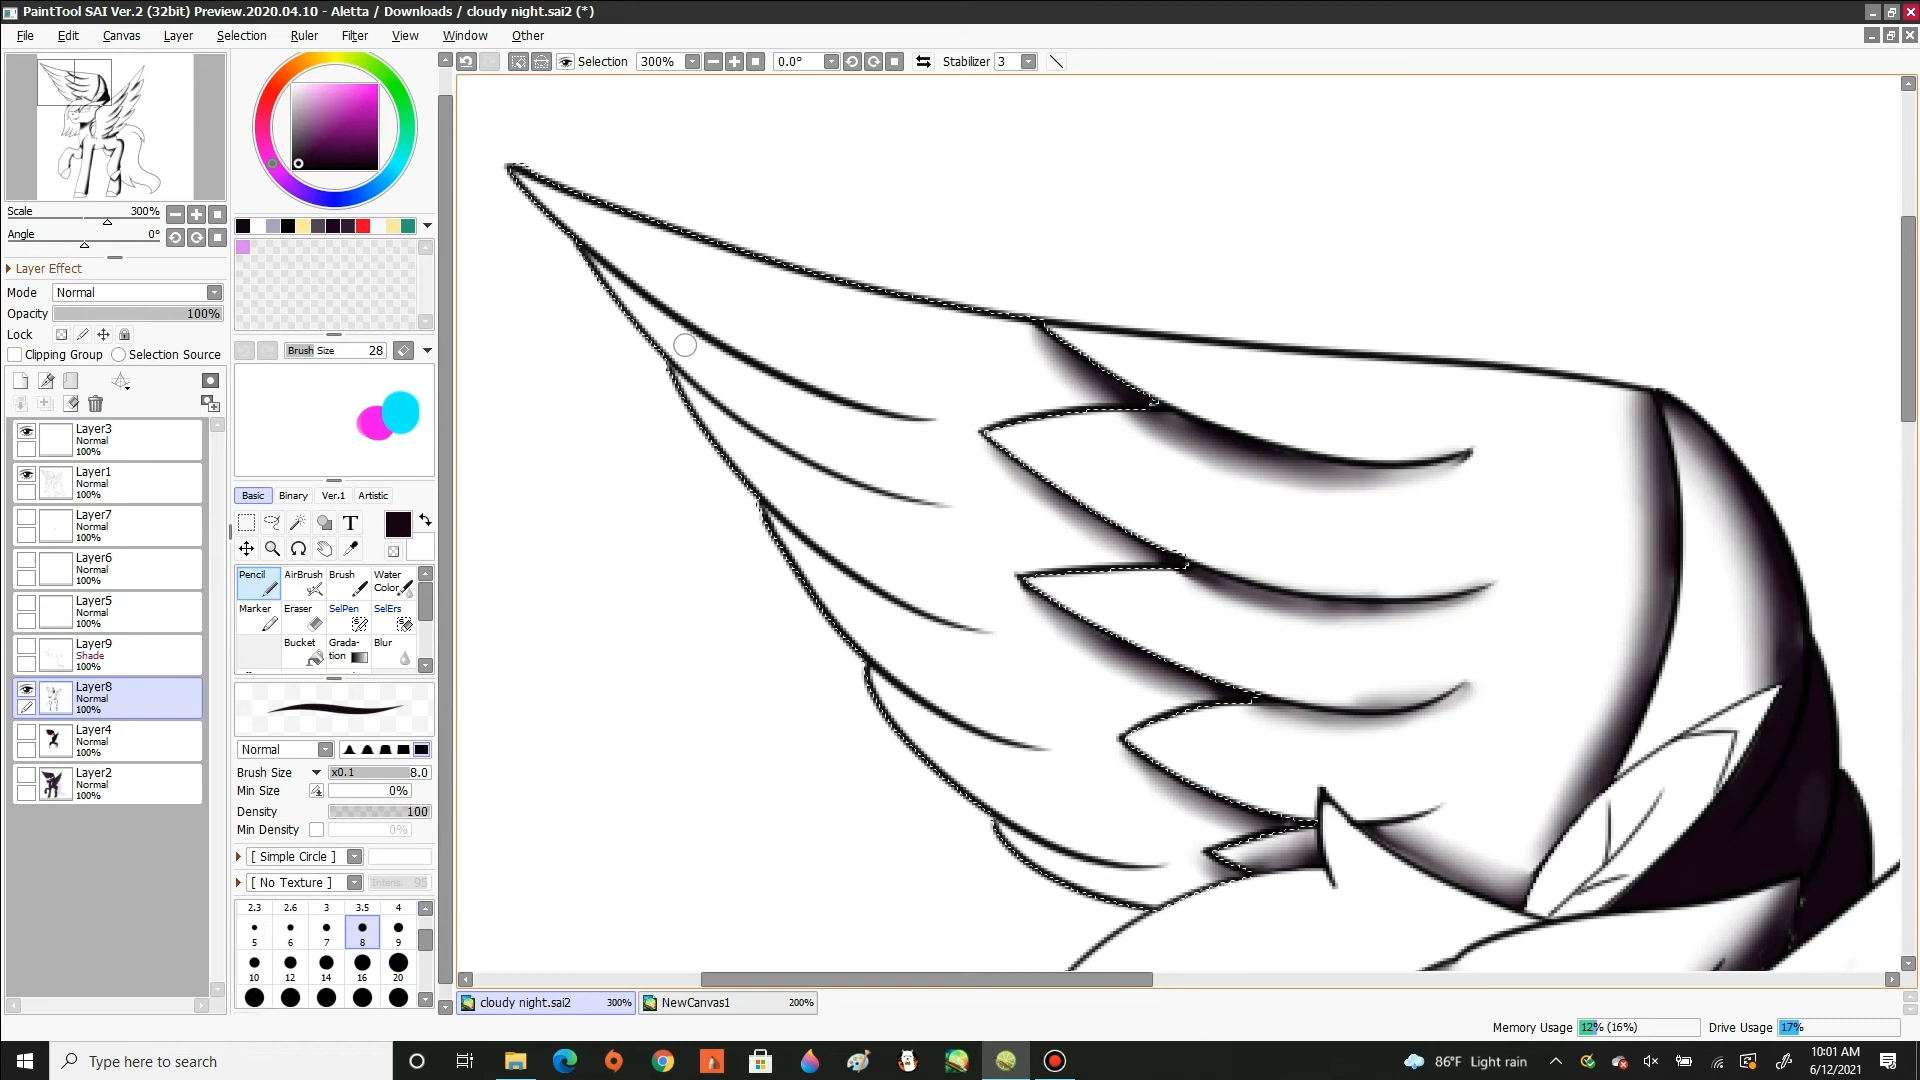 PaintTool SAI Ver.2 (32bit) Preview.2020.04.10 - Aletta / Downloads / cloudy night.sai2 (*)
File Edit Canvas Layer Selection Ruler Filter View Window Other
Selection 300% 0.0° Stabilizer 3
Scale 300%
Angle 0°
Layer Effect
Mode Normal
Opacity 100%
Lock
Clipping Group Selection Source
Layer3
Normal
100%
Layer1
Normal
100%
Layer7
Normal
100%
Layer6
Normal
100%
Layer5
Normal
100%
Layer9
Shade
100%
Layer8
Normal
100%
Layer4
Normal
100%
Layer2
Normal
100%
Brush Size 28
Basic Binary Ver.1 Artistic
T
Pencil AirBrush Brush Water Color
Marker Eraser SelPen SelErs
Bucket Grada-tion Blur
Normal
Brush Size x0.1 8.0
Min Size 0%
Density 100
Min Density 0%
[ Simple Circle ]
[ No Texture ] Intens. 95
2.3 2.6 3 3.5 4
5 6 7 8 9
10 12 14 16 20
cloudy night.sai2 300% NewCanvas1 200%
Memory Usage 12% (16%) Drive Usage 17%
Type here to search
86°F Light rain
10:01 AM
6/12/2021